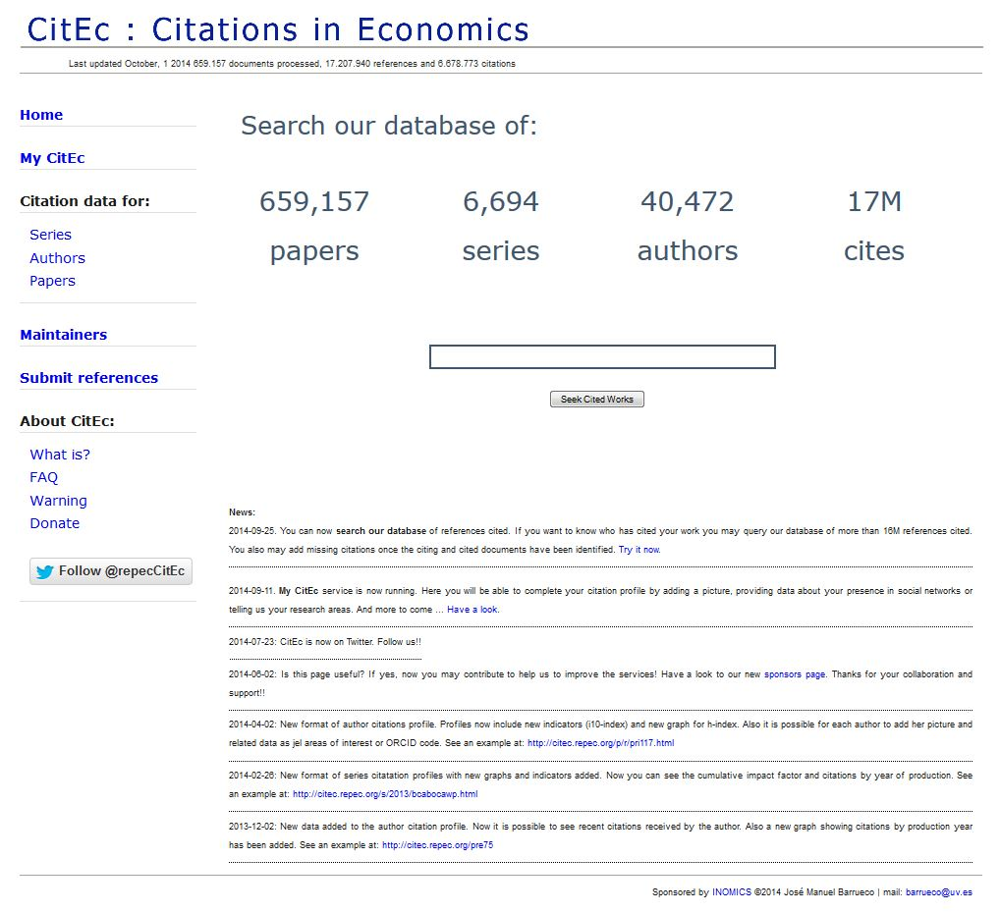 CitEc : Citations in Economics
Last updated October, 1 2014 659.157 documents processed, 17.207.940 references and 6.678.773 citations
Home
My CitEc
Citation data for:
Series
Authors
Papers
Maintainers
Submit references
About CitEc:
What is?
FAQ
Warning
Donate
Follow @repecCitEc
Search our database of:
659,157 6,694 40,472 17M
papers series authors cites
Seek Cited Works
News:
2014-09-25. You can now search our database of references cited. If you want to know who has cited your work you may query our database of more than 16M references cited.
You also may add missing citations once the citing and cited documents have been identified. Try it now.
2014-09-11. My CitEc service is now running. Here you will be able to complete your citation profile by adding a picture, providing data about your presence in social networks or
telling us your research areas. And more to come ... Have a look.
2014-07-23: CitEc is now on Twitter. Follow us!!
2014-06-02: Is this page useful? If yes, now you may contribute to help us to improve the services! Have a look to our new sponsors page. Thanks for your collaboration and
support!!
2014-04-02: New format of author citations profile. Profiles now include new indicators (i10-index) and new graph for h-index. Also it is possible for each author to add her picture and
related data as jel areas of interest or ORCID code. See an example at: http://citec.repec.org/p/r/pri117.html
2014-02-26: New format of series citatation profiles with new graphs and indicators added. Now you can see the cumulative impact factor and citations by year of production. See
an example at: http://citec.repec.org/s/2013/bcabocawp.html
2013-12-02: New data added to the author citation profile. Now it is possible to see recent citations received by the author. Also a new graph showing citations by production year
has been added. See an example at: http://citec.repec.org/pre75
Sponsored by INOMICS ©2014 José Manuel Barrueco | mail: barrueco@uv.es